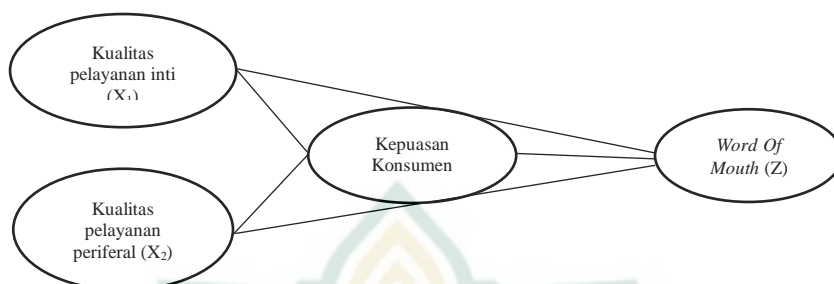 Kualitas
pelayanan inti
(X₁)
Kepuasan
Konsumen
Word Of
Mouth (Z)
Kualitas
pelayanan
periferal (X₂)